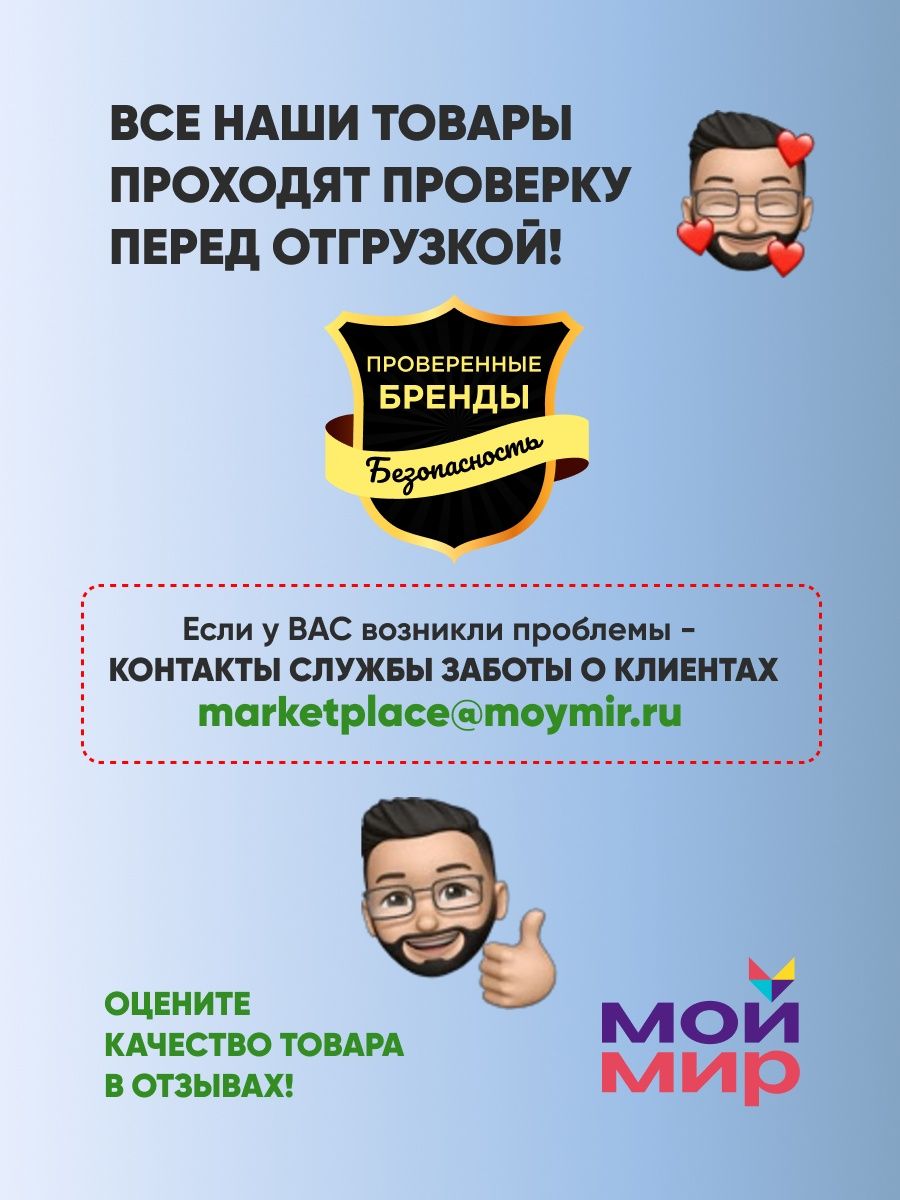 ВСЕ НАШИ ТОВАРЫ
ПРОХОДЯТ ПРОВЕРКУ
ПЕРЕД ОТГРУЗКОЙ!
ПРОВЕРЕННЫЕ
БРЕНДЫ
Безопасность
Если у ВАС возникли проблемы -
КОНТАКТЫ СЛУЖБЫ ЗАБОТЫ О КЛИЕНТАХ
marketplace@moymir.ru
ОЦЕНИТЕ
КАЧЕСТВО ТОВАРА
В ОТЗЫВАХ!
мой
мир